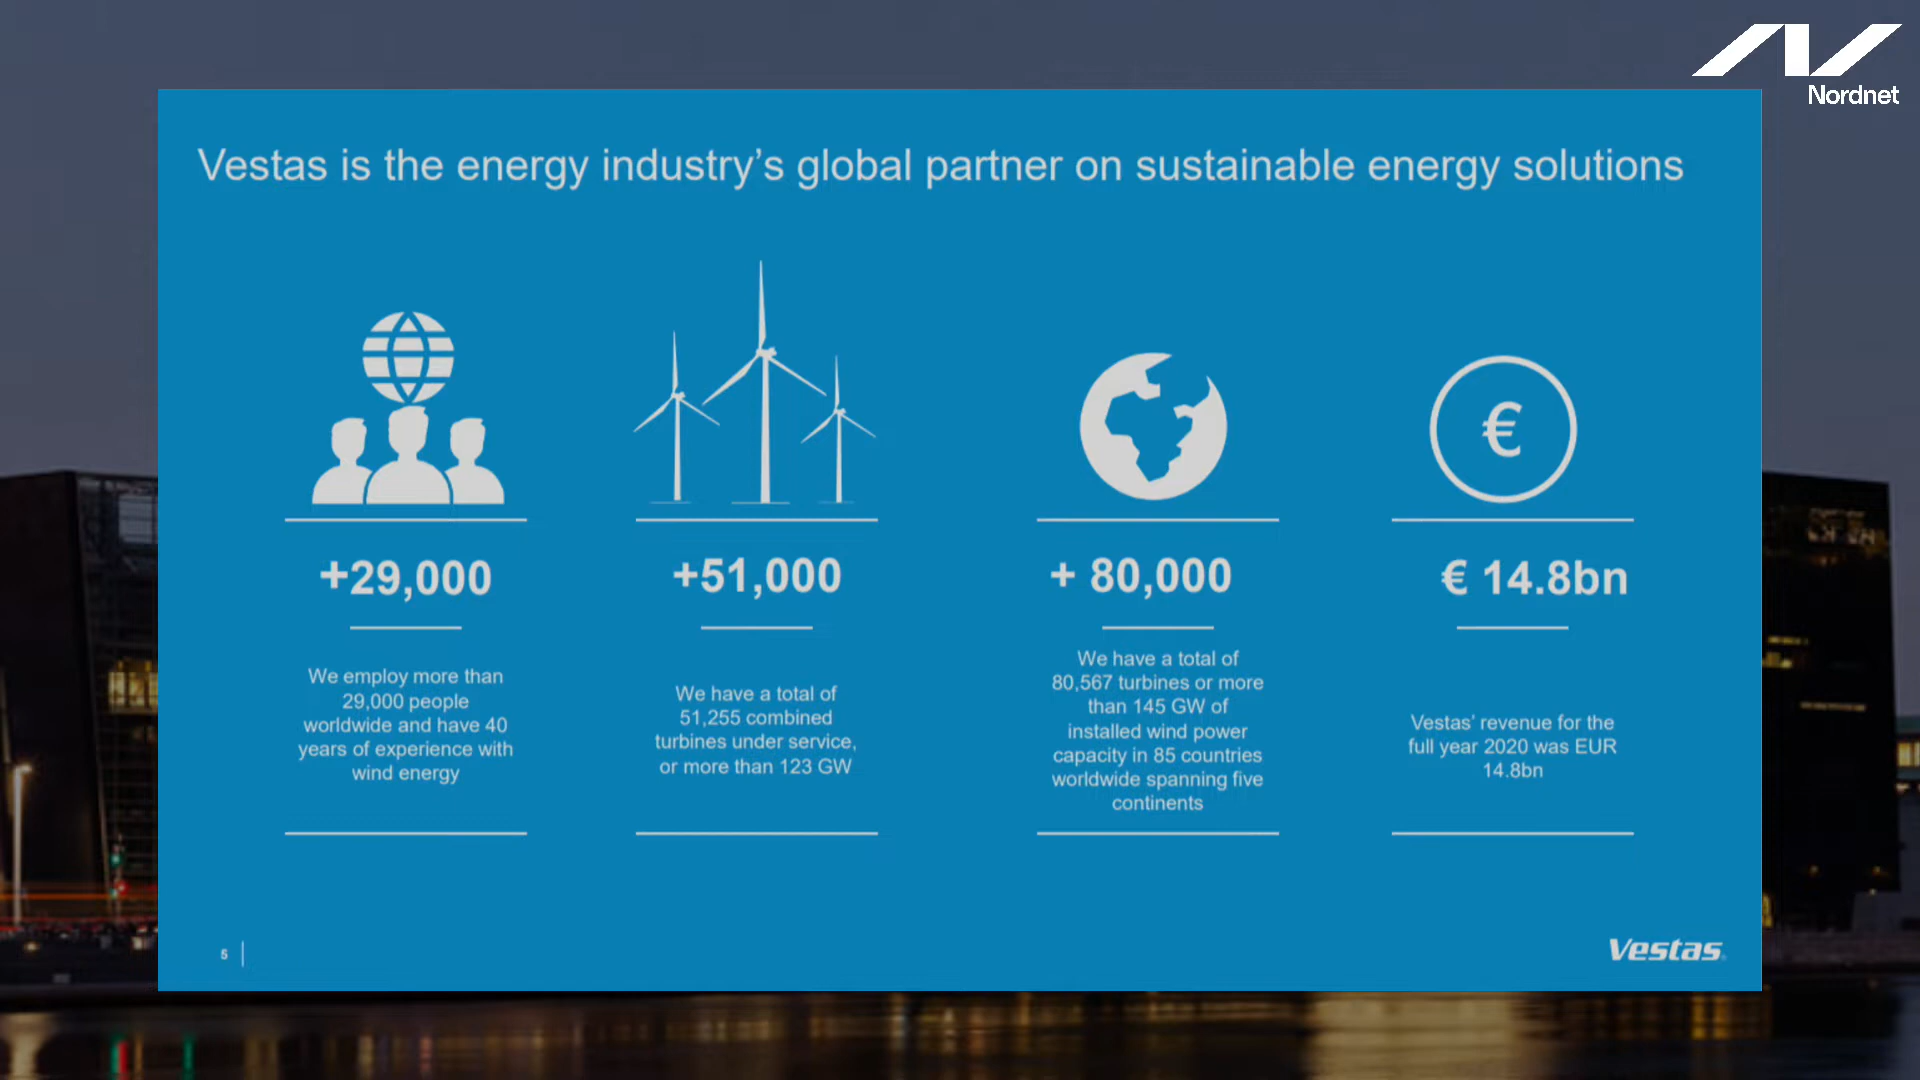 Nordnet
Vestas is the energy industry's global partner on sustainable energy solutions
€
+29,000
We employ more than
29,000 people
worldwide and have 40
years of experience with
wind energy
+51,000
We have a total of
51,255 combined
turbines under service,
or more than 123 GW
+ 80,000
We have a total of
80,567 turbines or more
than 145 GW of
installed wind power
capacity in 85 countries
worldwide spanning five
continents
€ 14.8bn
Vestas' revenue for the
full year 2020 was EUR
14.8bn
5
Vestas